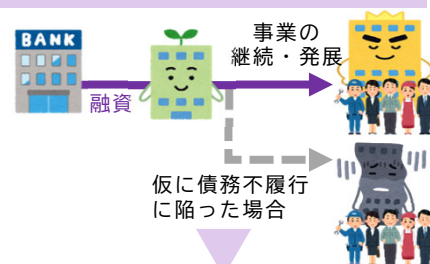 BANK
融資
事業の
継続・発展
仮に債務不履行
に陥った場合